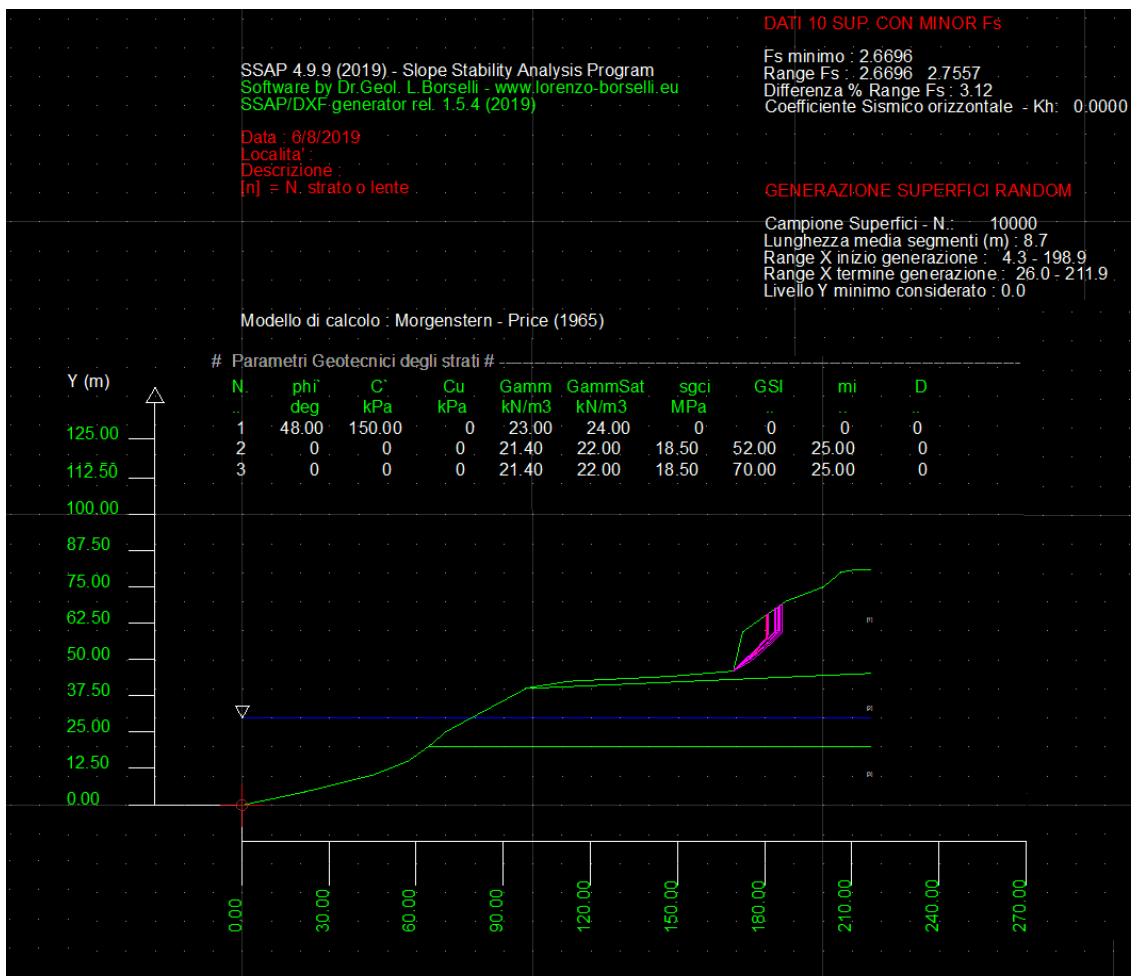 DATI 10 SUP. CON MINOR Fs
Fs minimo : 2.6696
Range Fs : 2.6696 2.7557
Differenza % Range Fs : 3.12
Coefficiente Sismico orizzontale - Kh: 0.0000
SSAP 4.9.9 (2019) - Slope Stability Analysis Program
Software by Dr.Geol. L.Borselli - www.lorenzo-borselli.eu
SSAP/DXF generator rel. 1.5.4 (2019)
Data : 6/8/2019
Localita' :
Descrizione :
[n] = N. strato o lente
GENERAZIONE SUPERFICI RANDOM
Campione Superfici - N.: 10000
Lunghezza media segmenti (m) : 8.7
Range X inizio generazione : 4.3 - 198.9
Range X termine generazione : 26.0 - 211.9
Livello Y minimo considerato : 0.0
Modello di calcolo : Morgenstern - Price (1965)
# Parametri Geotecnici degli strati #
N. phi` C` Cu Gamm GammSat sgci GSI mi D
.. deg kPa kPa kN/m3 kN/m3 MPa .. .. ..
1 48.00 150.00 0 23.00 24.00 0 0 0 0
2 0 0 0 21.40 22.00 18.50 52.00 25.00 0
3 0 0 0 21.40 22.00 18.50 70.00 25.00 0
Y (m)
125.00
112.50
100.00
87.50
75.00
62.50
50.00
37.50
25.00
12.50
0.00
[1]
[2]
[3]
0.00 30.00 60.00 90.00 120.00 150.00 180.00 210.00 240.00 270.00